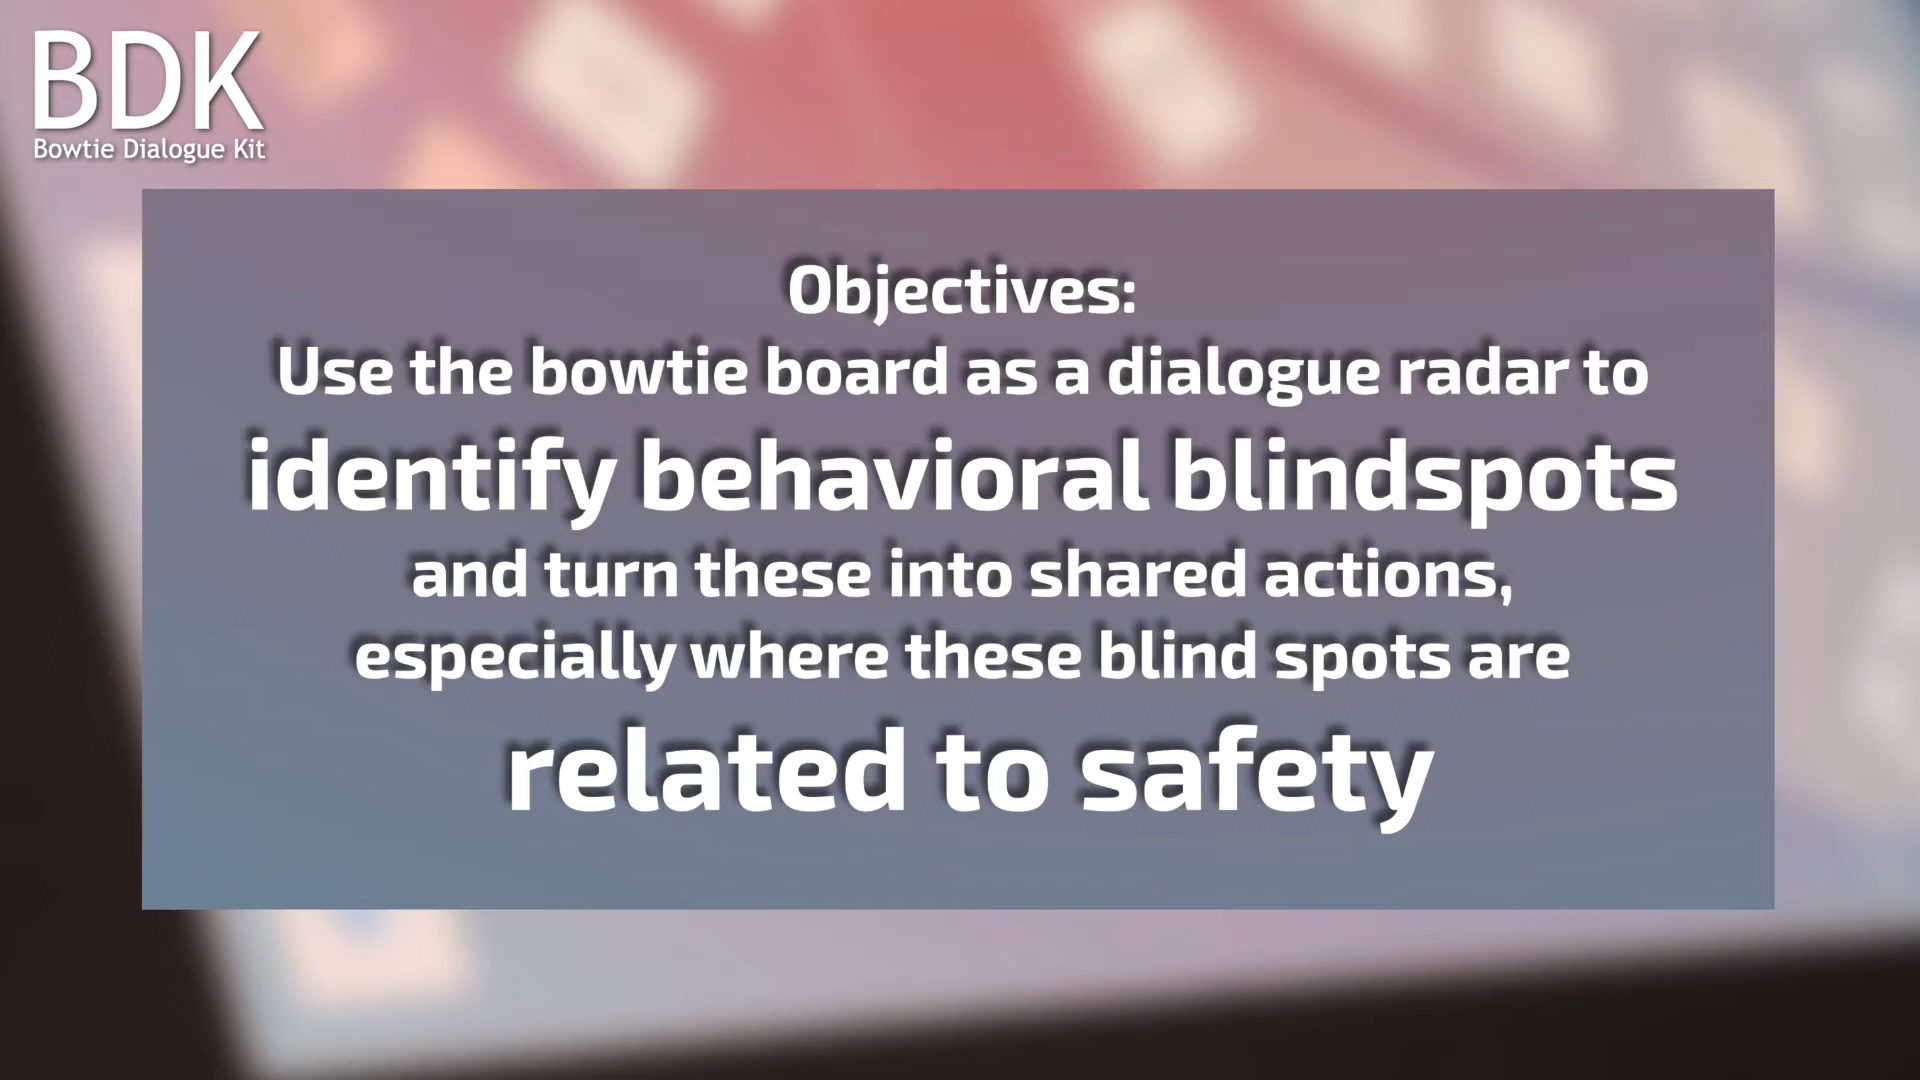 BDK
Bowtie Dialogue Kit
Objectives:
Use the bowtie board as a dialogue radar to
identify behavioral blindspots
and turn these into shared actions,
especially where these blind spots are
related to safety